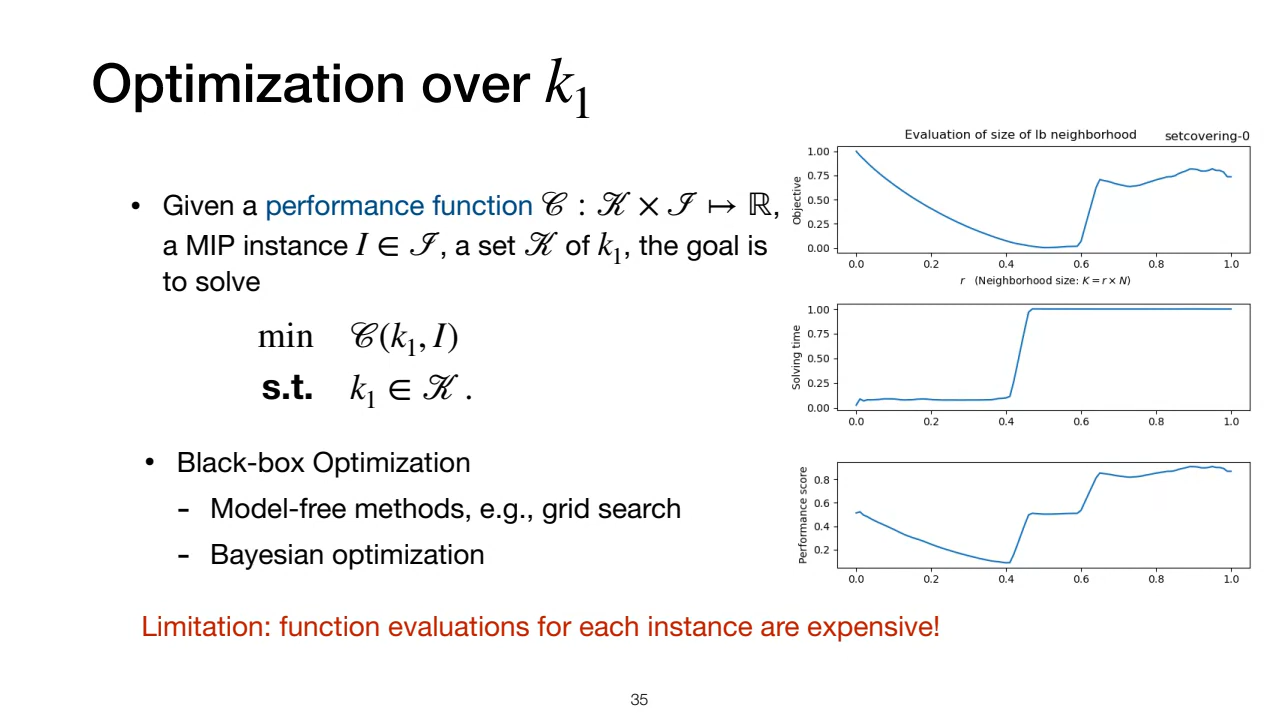 Optimization over k₁
• Given a performance function 𝒞 : 𝒦 × ℐ ↦ ℝ,
a MIP instance I ∈ ℐ, a set 𝒦 of k₁, the goal is
to solve
min 𝒞(k₁, I)
s.t. k₁ ∈ 𝒦 .
• Black-box Optimization
- Model-free methods, e.g., grid search
- Bayesian optimization
Limitation: function evaluations for each instance are expensive!
Evaluation of size of lb neighborhood setcovering-0
Objective
1.00
0.75
0.50
0.25
0.00
0.0 0.2 0.4 0.6 0.8 1.0
r (Neighborhood size: K = r × N)
Solving time
1.00
0.75
0.50
0.25
0.00
0.0 0.2 0.4 0.6 0.8 1.0
Performance score
0.8
0.6
0.4
0.2
0.0 0.2 0.4 0.6 0.8 1.0
35